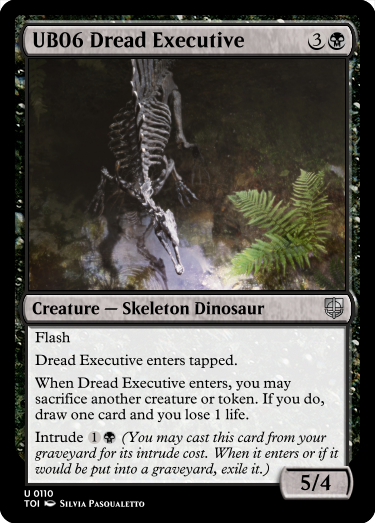 UB06 Dread Executive 3
Creature — Skeleton Dinosaur
Flash
Dread Executive enters tapped.
When Dread Executive enters, you may
sacrifice another creature or token. If you do,
draw one card and you lose 1 life.
Intrude 1 (You may cast this card from your
graveyard for its intrude cost. When it enters or if it
would be put into a graveyard, exile it.)
5/4
U 0110
TOI SILVIA PASQUALETTO